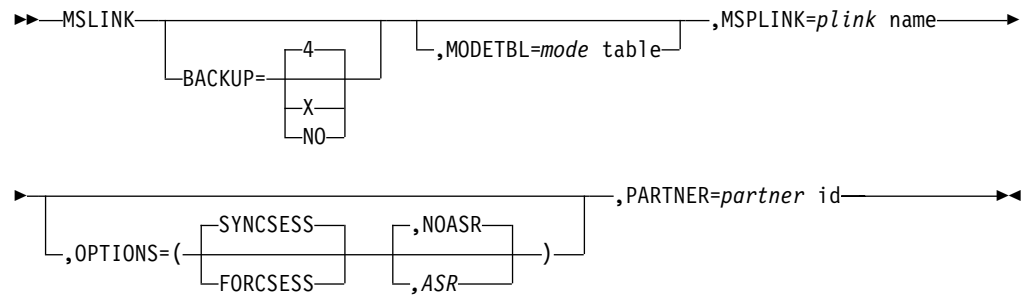 MSLINK ,MSPLINK=plink name
4
,MODETBL=mode table
BACKUP=
X
NO
,PARTNER=partner id
SYNCSESS ,NOASR
,OPTIONS=( )
FORCSESS ,ASR